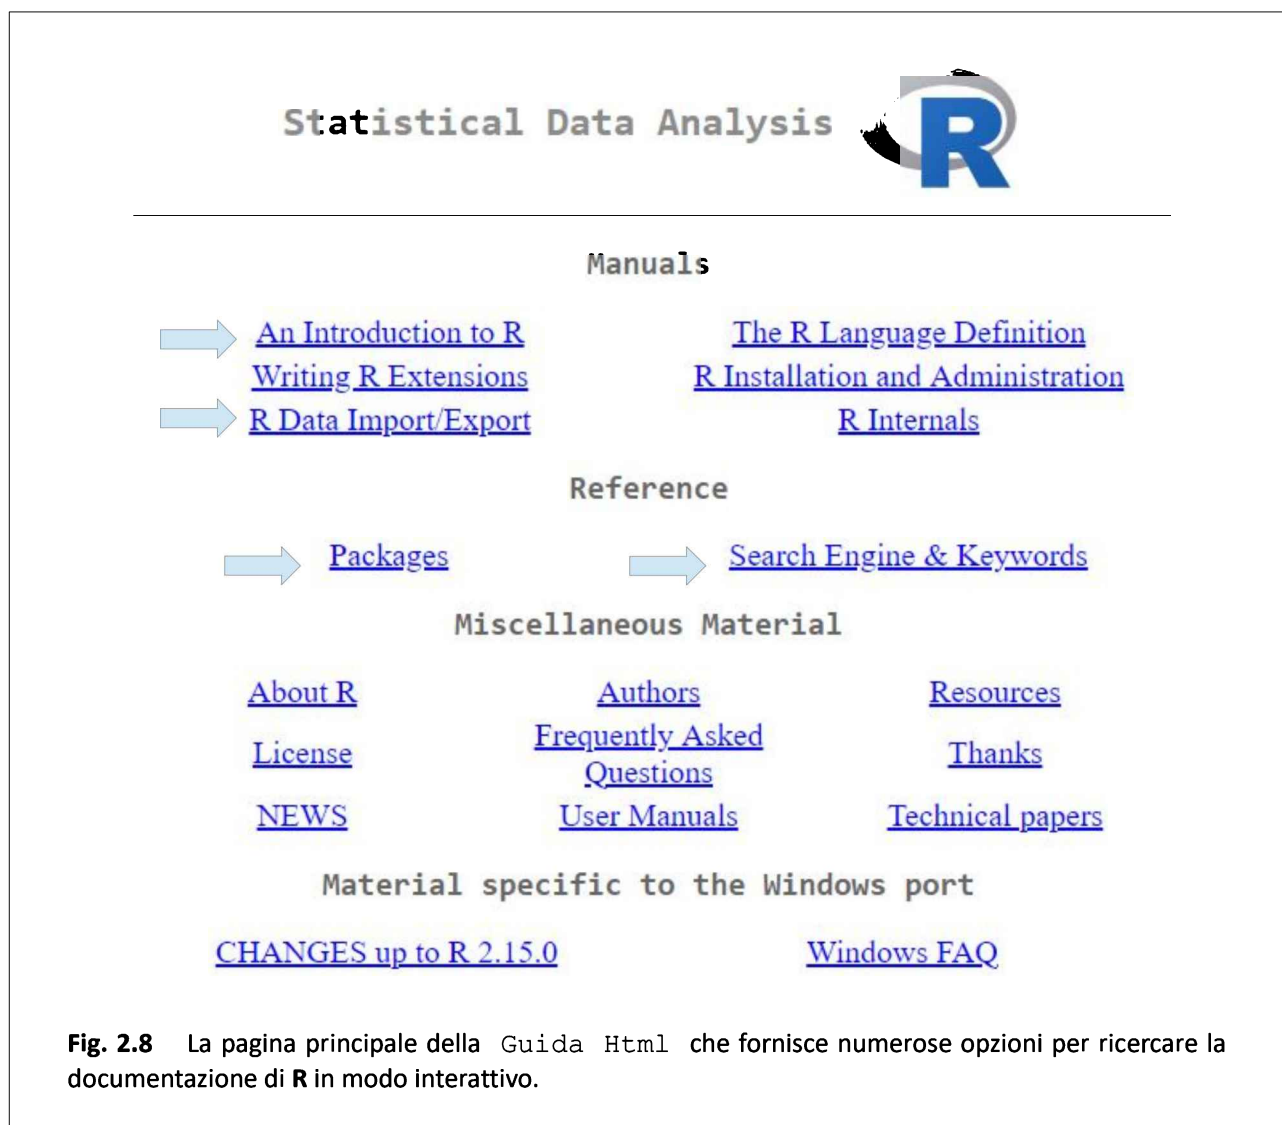 Statistical Data Analysis R
Manuals
An Introduction to R The R Language Definition
Writing R Extensions R Installation and Administration
R Data Import/Export R Internals
Reference
Packages Search Engine & Keywords
Miscellaneous Material
About R Authors Resources
License Frequently Asked Questions Thanks
NEWS User Manuals Technical papers
Material specific to the Windows port
CHANGES up to R 2.15.0 Windows FAQ
Fig. 2.8 La pagina principale della Guida Html che fornisce numerose opzioni per ricercare la
documentazione di R in modo interattivo.